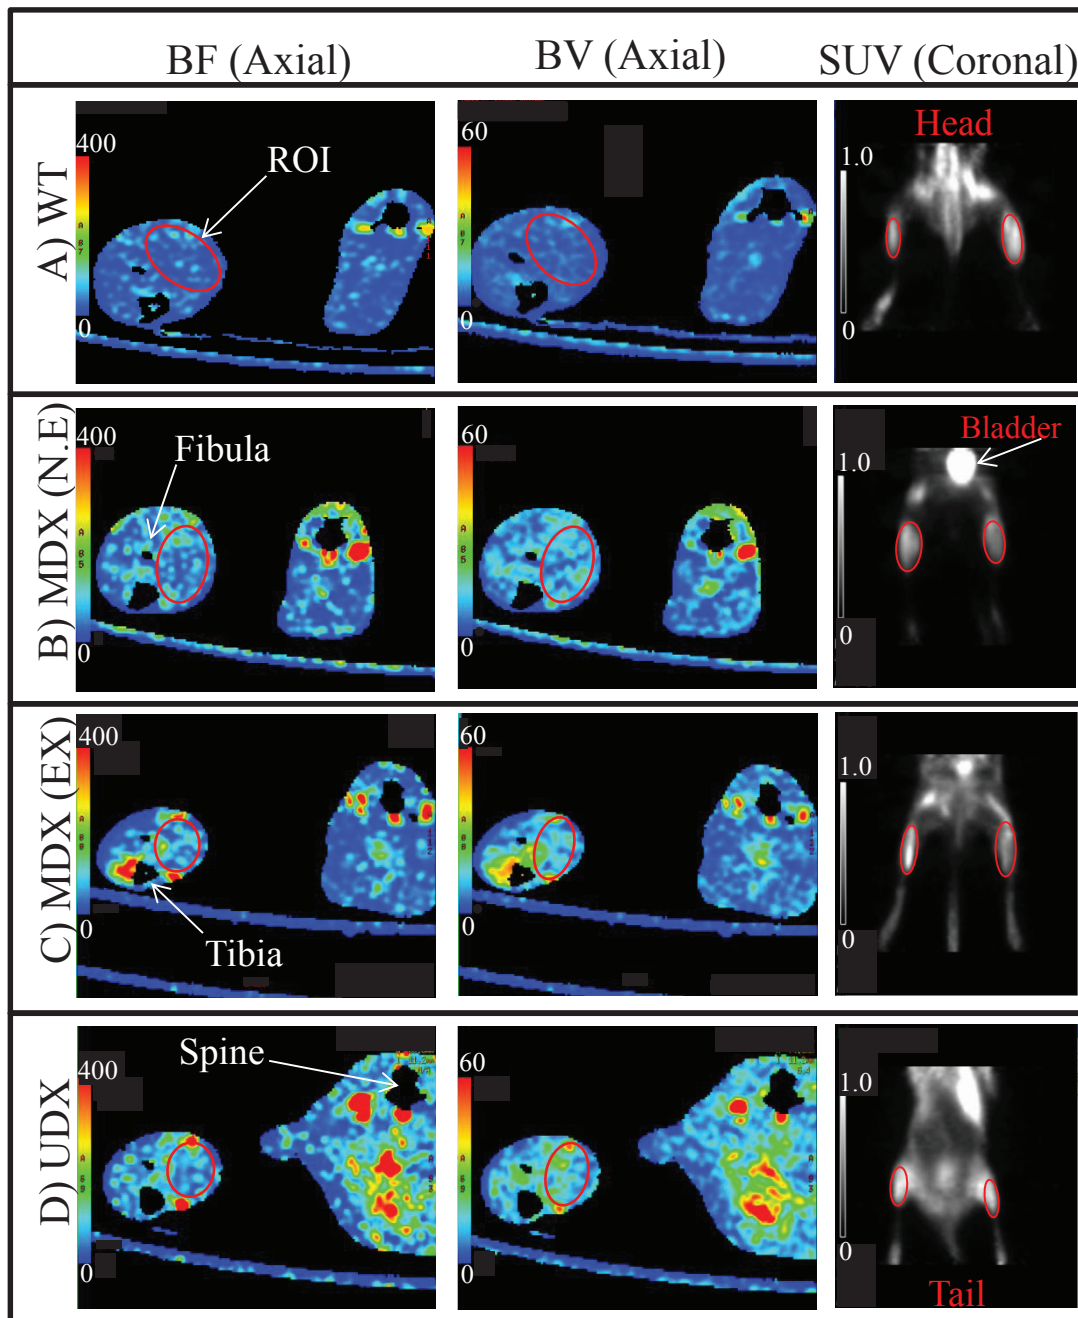 BF (Axial)
BV (Axial)
SUV (Coronal)
A) WT
400
ROI
0
60
0
Head
1.0
0
B) MDX (N.E)
400
Fibula
0
60
0
Bladder
1.0
0
C) MDX (EX)
400
Tibia
0
60
0
1.0
0
D) UDX
400
Spine
0
60
0
1.0
0
Tail